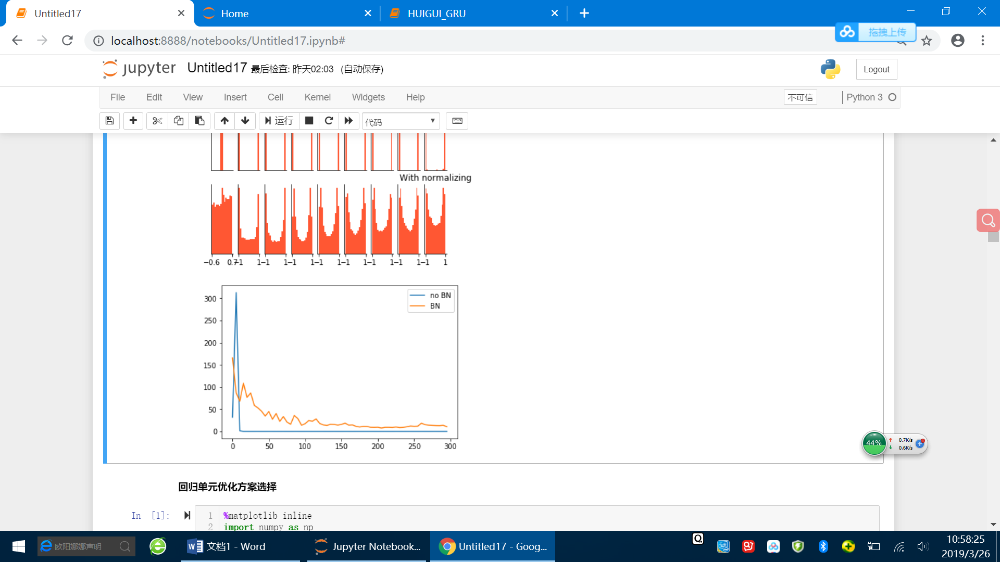 Untitled17
Home
HUIGUI_GRU
localhost:8888/notebooks/Untitled17.ipynb#
拖拽上传
jupyter Untitled17 最后检查: 昨天02:03 (自动保存)
Logout
File Edit View Insert Cell Kernel Widgets Help
不可信 Python 3
运行 代码
With normalizing
−0.6 0.7 −1 1 −1 1 −1 1 −1 1 −1 1 −1 1 −1 1 −1 1
300
250
200
150
100
50
0
no BN
BN
0 50 100 150 200 250 300
44%
0.7K/s
0.6K/s
回归单元优化方案选择
In [1]:
1 %matplotlib inline
2 import numpy as np
欧阳娜娜声明
文档1 - Word
Jupyter Notebook...
Untitled17 - Goog...
10:58:25
2019/3/26